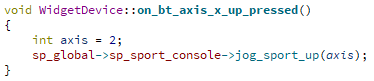 void WidgetDevice::on_bt_axis_x_up_pressed()
{
    int axis = 2;
    sp_global->sp_sport_console->jog_sport_up(axis);
}